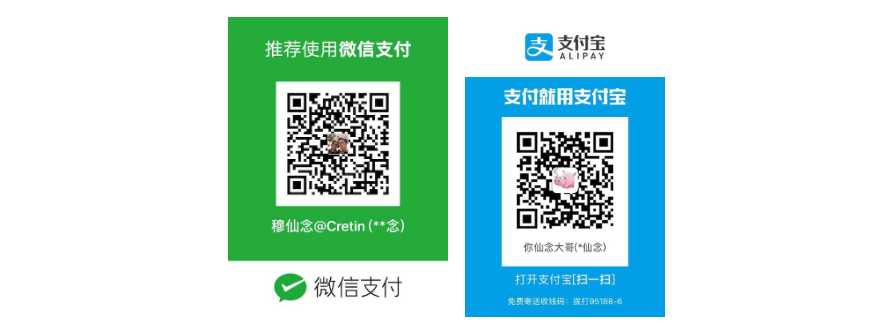 推荐使用微信支付
穆仙念@Cretin (**念)
微信支付
支付宝
ALIPAY
支付就用支付宝
你仙念大哥(*仙念)
打开支付宝[扫一扫]
免费寄送收钱码：拨打95188-6